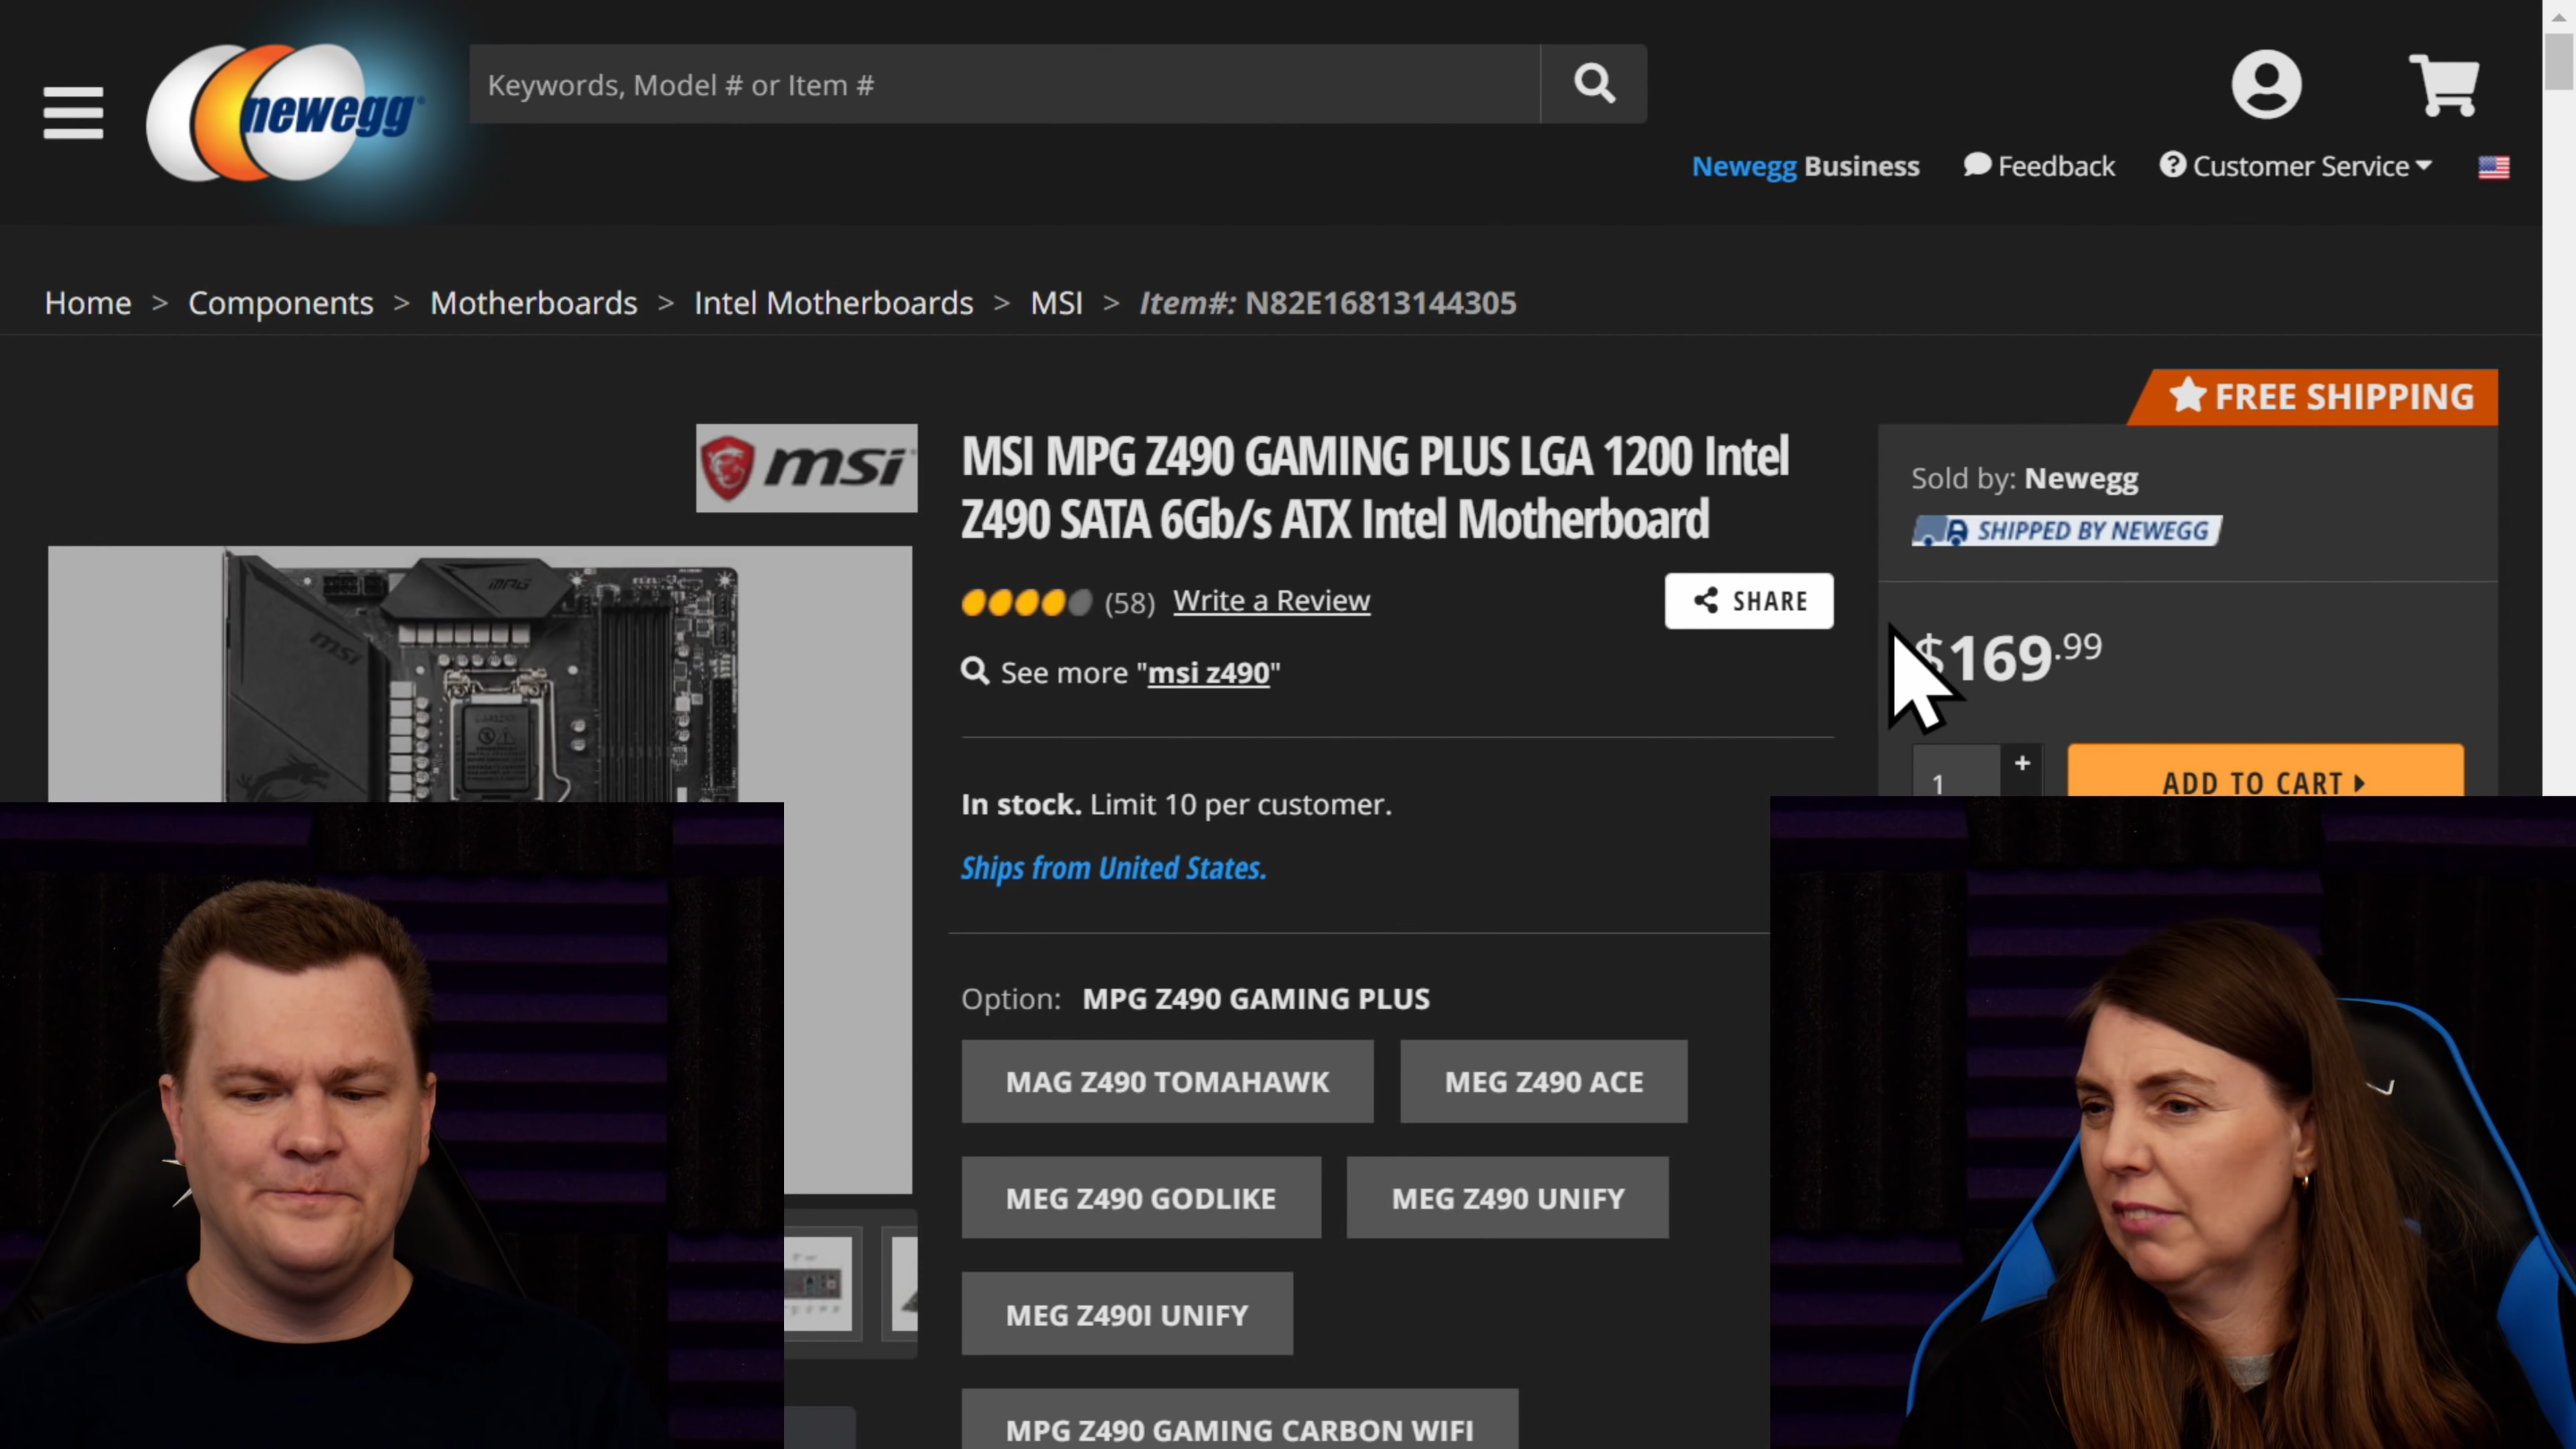 newegg
Keywords, Model # or Item #
Newegg Business
Feedback
Customer Service
Home > Components > Motherboards > Intel Motherboards > MSI > Item#: N82E16813144305
FREE SHIPPING
msi
MSI MPG Z490 GAMING PLUS LGA 1200 Intel
Z490 SATA 6Gb/s ATX Intel Motherboard
Sold by: Newegg
SHIPPED BY NEWEGG
MPG
msi
(58) Write a Review
SHARE
$169.99
See more "msi z490"
1 +
ADD TO CART
In stock. Limit 10 per customer.
Ships from United States.
Option: MPG Z490 GAMING PLUS
MAG Z490 TOMAHAWK
MEG Z490 ACE
MEG Z490 GODLIKE
MEG Z490 UNIFY
MEG Z490I UNIFY
MPG Z490 GAMING CARBON WIFI